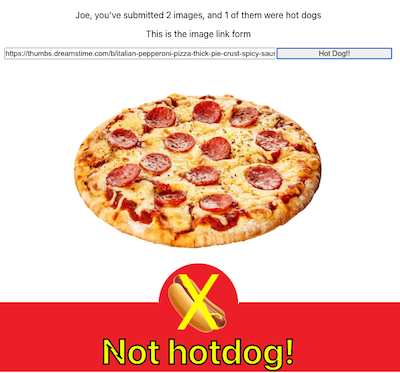 Joe, you've submitted 2 images, and 1 of them were hot dogs
This is the image link form
https://thumbs.dreamstime.com/b/italian-pepperoni-pizza-thick-pie-crust-spicy-saus
Hot Dog!!
X
Not hotdog!